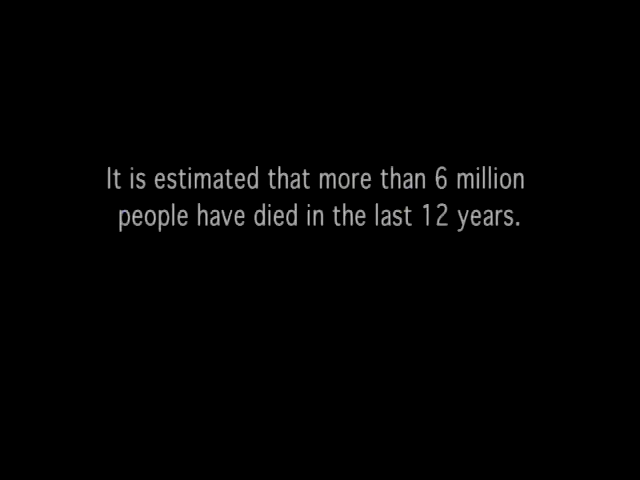 It is estimated that more than 6 million
people have died in the last 12 years.